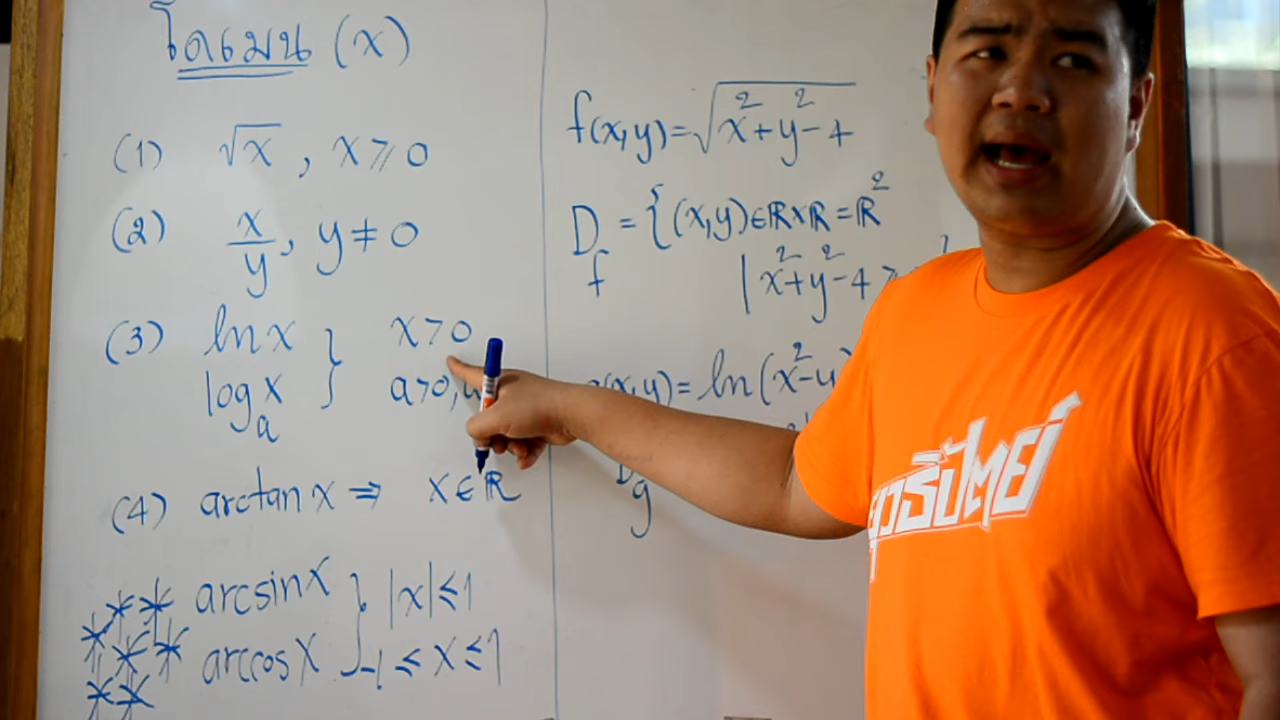 โดเมน (x)
(1) √x , x ⩾ 0
(2) x/y , y ≠ 0
(3) ln x } x > 0
logₐ x } a > 0,
(4) arctan x ⇒ x ∈ ℝ
*** arcsin x } |x| ≤ 1
**** arccos x } -1 ≤ x ≤ 1
f(x,y) = √x²+y²-4
D_f = {(x,y) ∈ ℝ×ℝ = ℝ²
| x²+y²-4 ⩾
g(x,y) = ln(x²-y)
D_g